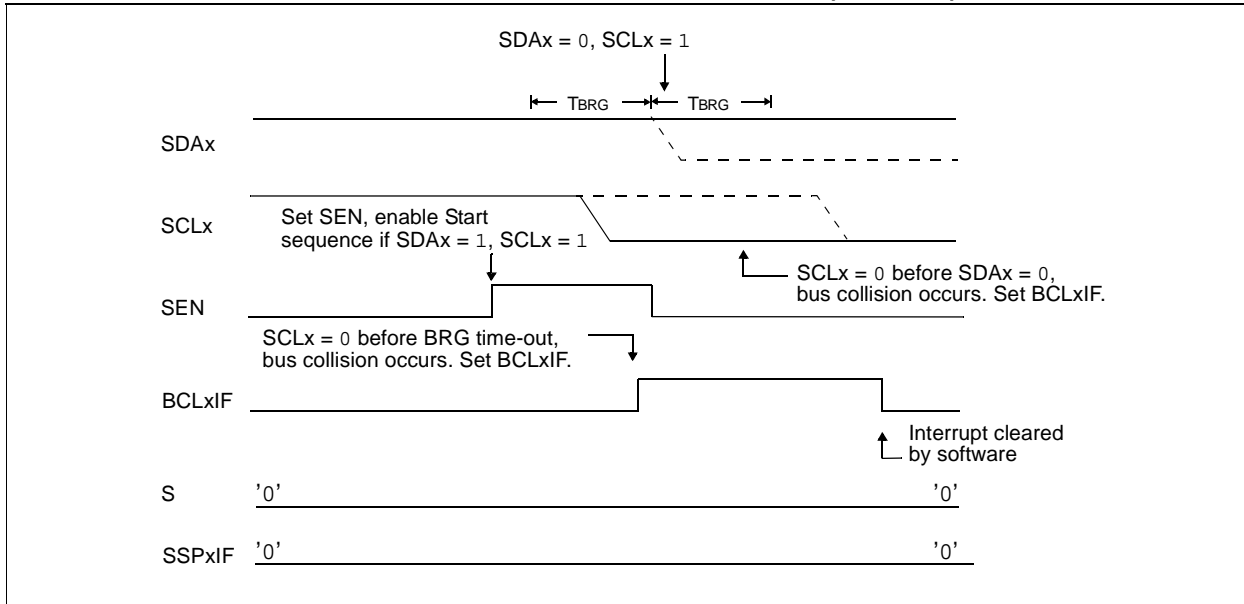 SDAx = 0, SCLx = 1
TBRG TBRG
SDAx
SCLx
Set SEN, enable Start
sequence if SDAx = 1, SCLx = 1
SCLx = 0 before SDAx = 0,
bus collision occurs. Set BCLxIF.
SEN
SCLx = 0 before BRG time-out,
bus collision occurs. Set BCLxIF.
BCLxIF
Interrupt cleared
by software
S '0' '0'
SSPxIF '0' '0'